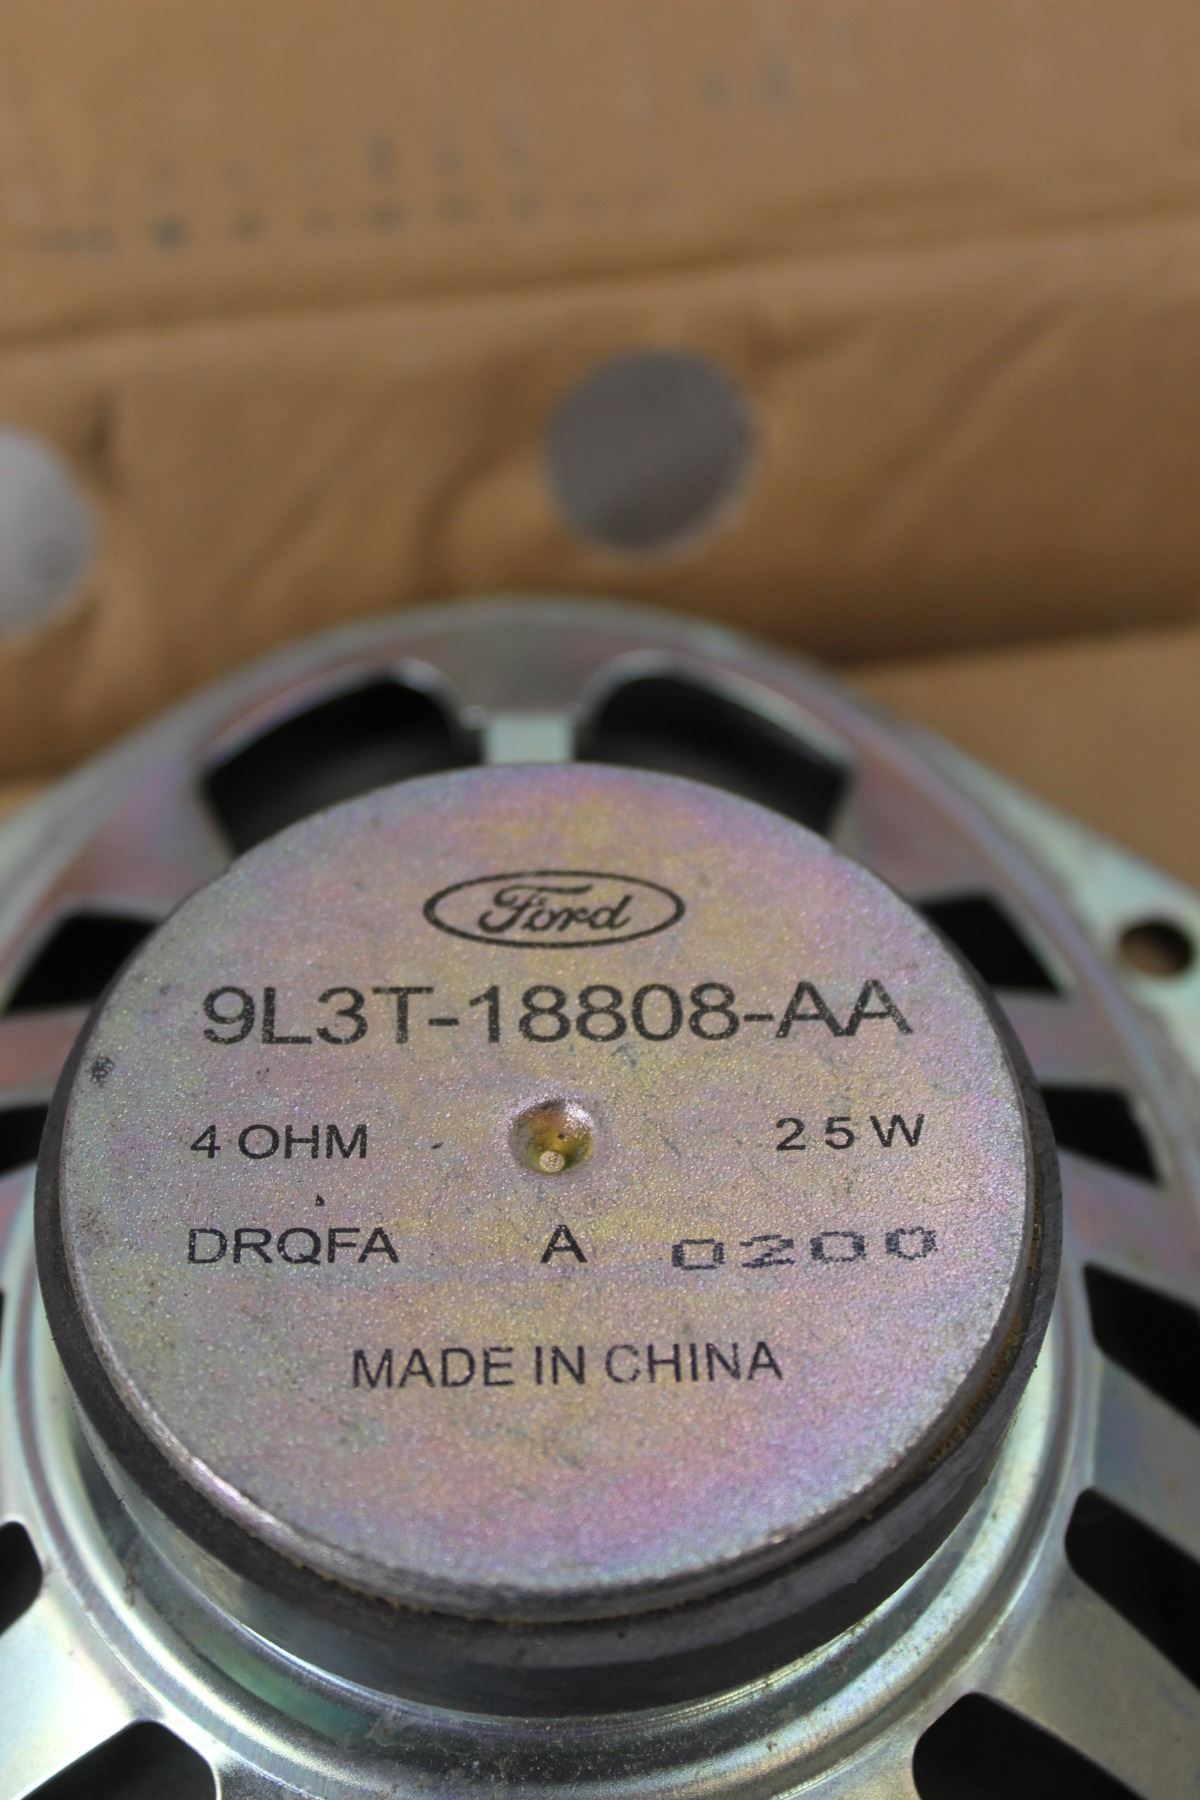 Ford
9L3T-18808-AA
4 OHM 25W
DRQFA A 0200
MADE IN CHINA